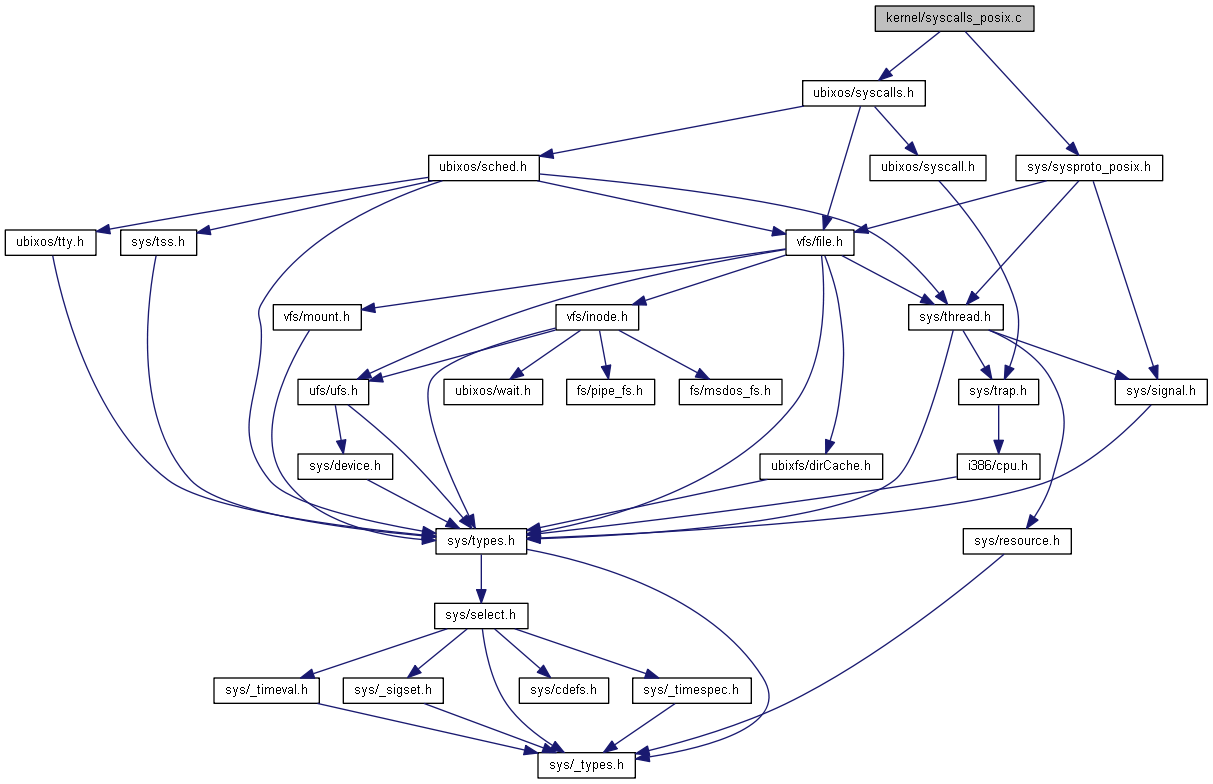 kernel/syscalls_posix.c
ubixos/syscalls.h
ubixos/sched.h
ubixos/syscall.h
sys/sysproto_posix.h
ubixos/tty.h
sys/tss.h
vfs/file.h
vfs/mount.h
vfs/inode.h
sys/thread.h
ufs/ufs.h
ubixos/wait.h
fs/pipe_fs.h
fs/msdos_fs.h
sys/trap.h
sys/signal.h
sys/device.h
ubixfs/dirCache.h
i386/cpu.h
sys/types.h
sys/resource.h
sys/select.h
sys/_timeval.h
sys/_sigset.h
sys/cdefs.h
sys/_timespec.h
sys/_types.h